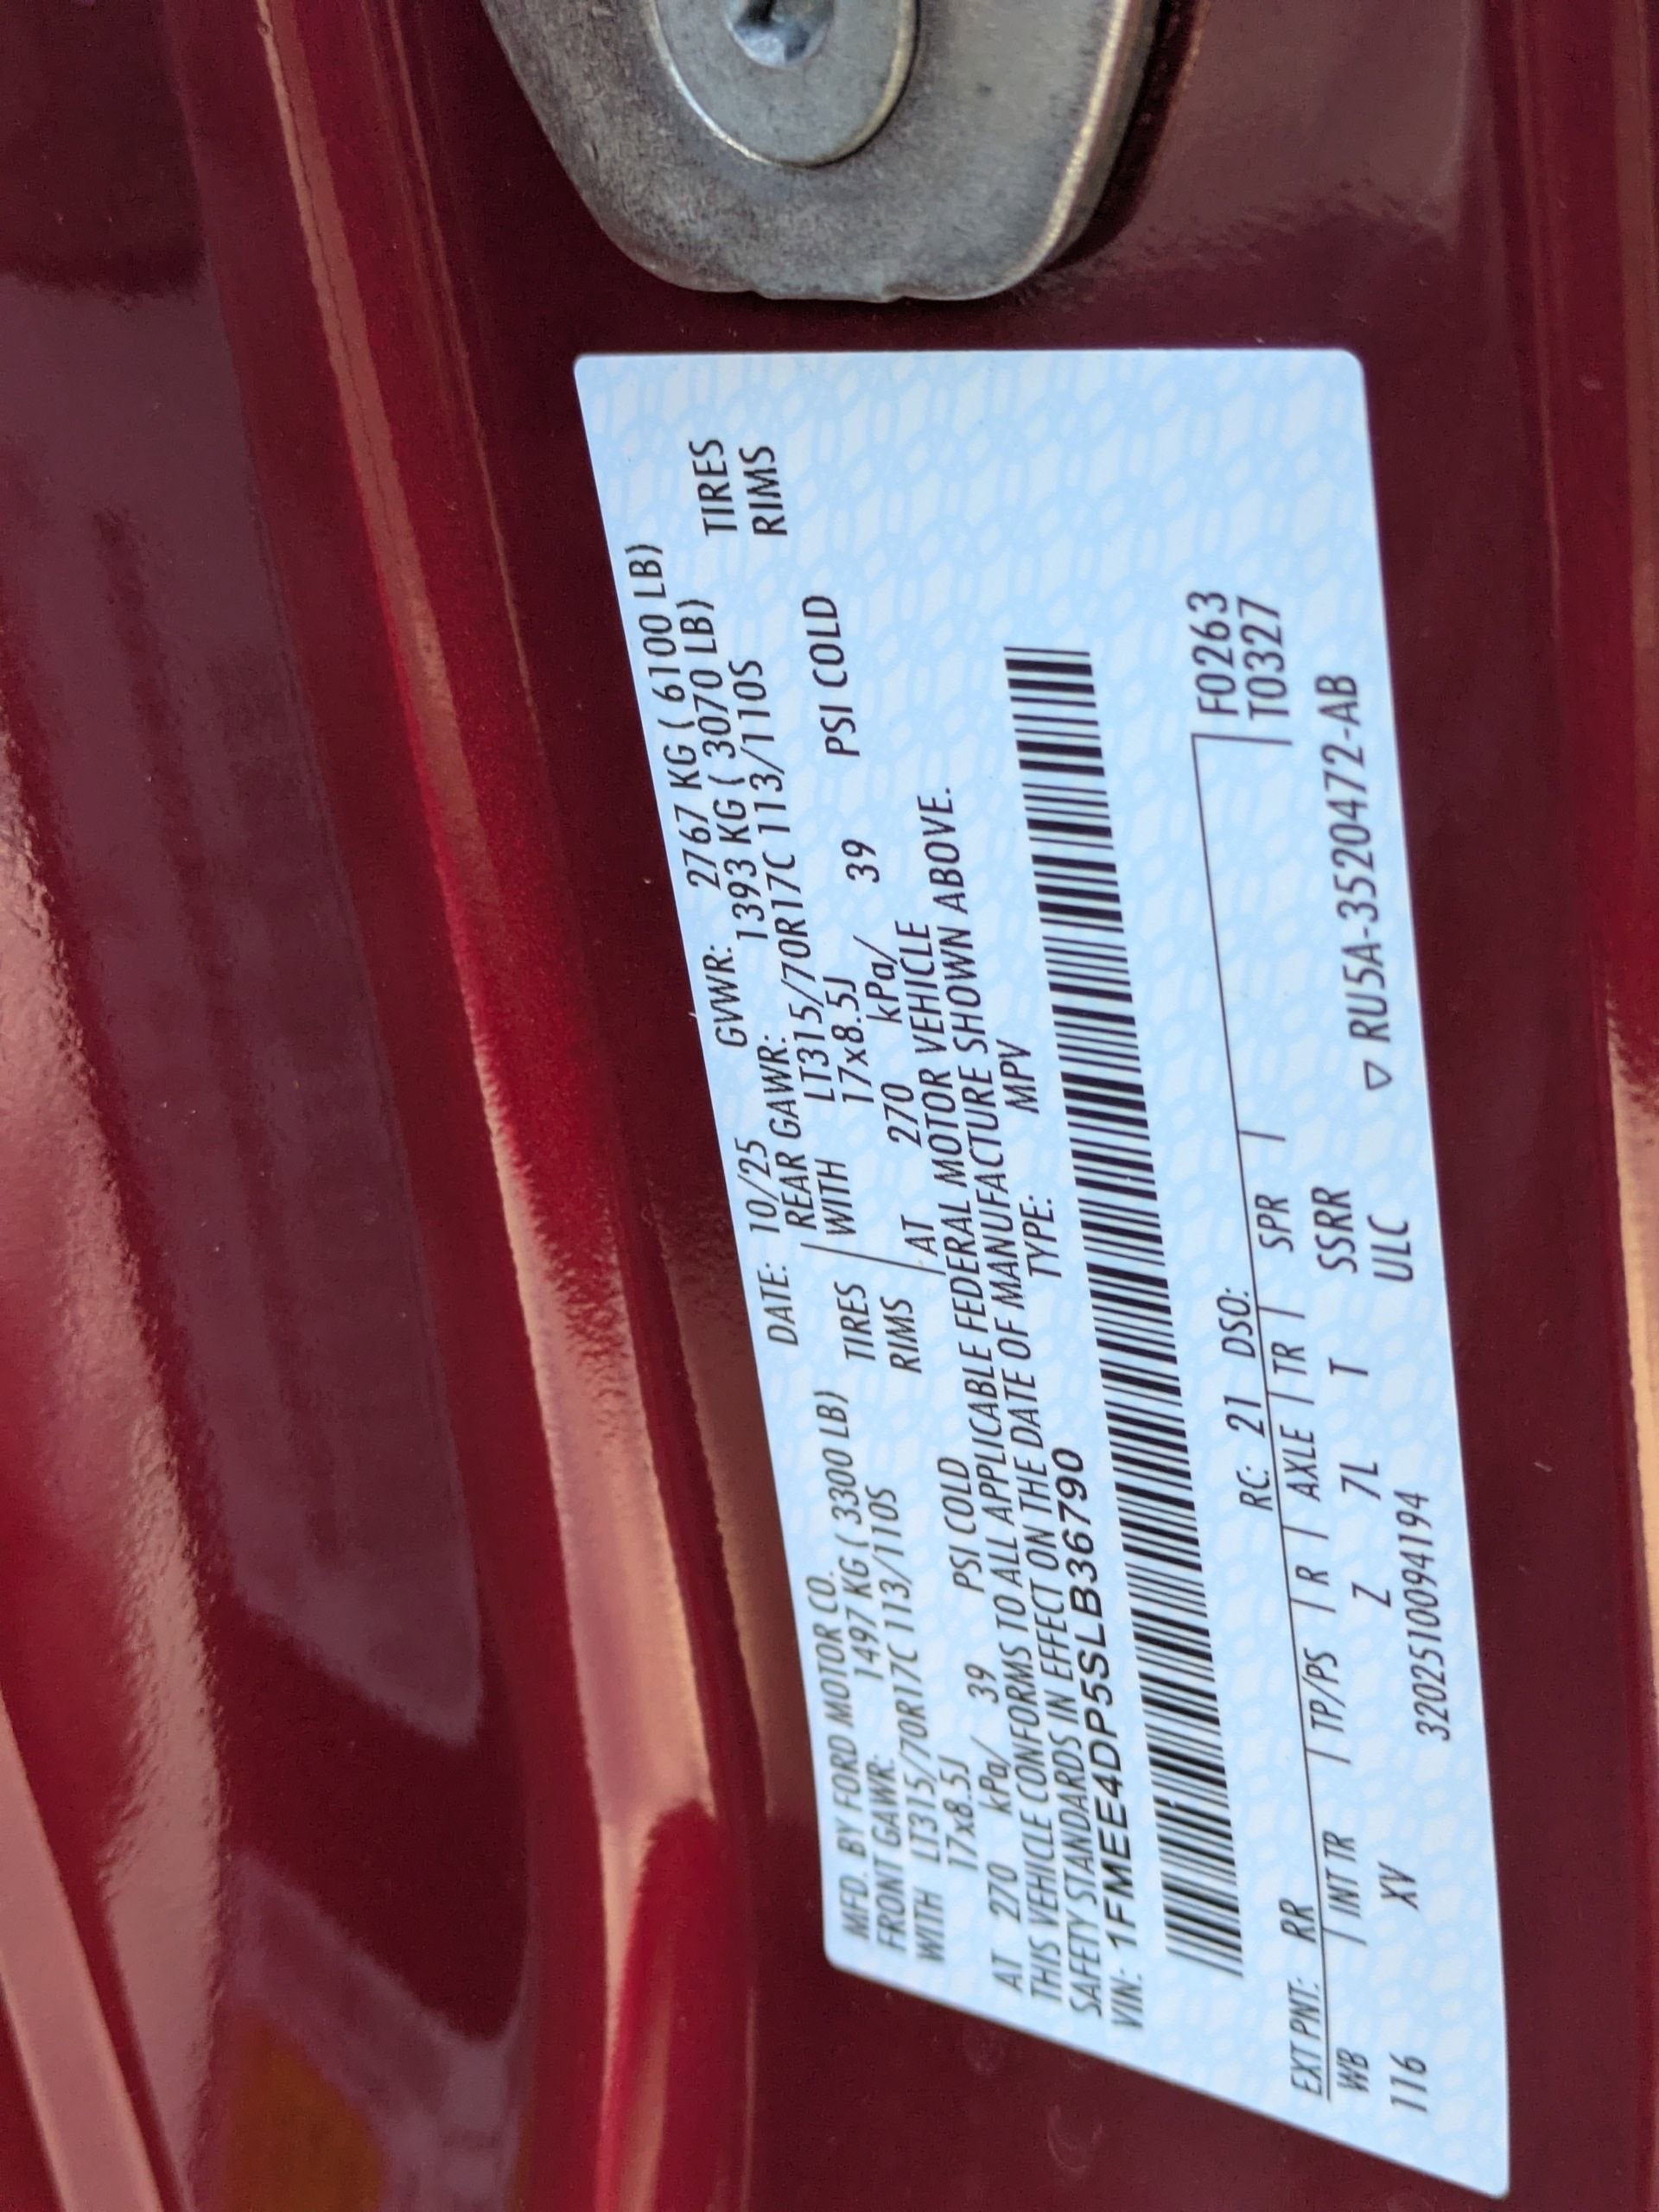 MFD. BY FORD MOTOR CO. DATE: 10/25 GVWR: 2767 KG ( 6100 LB)
FRONT GAWR: 1497 KG ( 3300 LB) REAR GAWR: 1393 KG ( 3070 LB)
WITH LT315/70R17C 113/110S TIRES WITH LT315/70R17C 113/110S TIRES
17x8.5J RIMS 17x8.5J RIMS
AT 270 kPa/ 39 PSI COLD AT 270 kPa/ 39 PSI COLD
THIS VEHICLE CONFORMS TO ALL APPLICABLE FEDERAL MOTOR VEHICLE
SAFETY STANDARDS IN EFFECT ON THE DATE OF MANUFACTURE SHOWN ABOVE.
VIN: 1FMEE4DP5SLB36790 TYPE: MPV
EXT PNT: RR RC: 21 DSO: F0263
WB INT TR TP/PS R AXLE TR SPR T0327
116 XV Z 7L T SSRR ▽ RU5A-3520472-AB
3202510094194 ULC